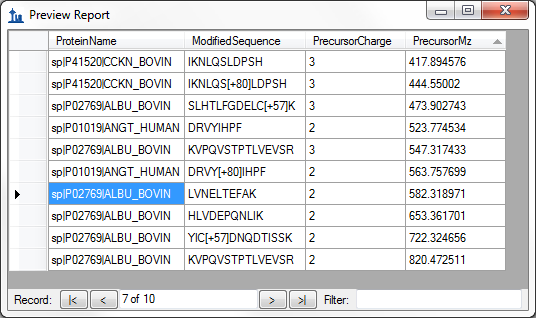 Preview Report
ProteinName ModifiedSequence PrecursorCharge PrecursorMz
sp|P41520|CCKN_BOVIN IKNLQSLDPSH 3 417.894576
sp|P41520|CCKN_BOVIN IKNLQS[+80]LDPSH 3 444.55002
sp|P02769|ALBU_BOVIN SLHTLFGDELC[+57]K 3 473.902743
sp|P01019|ANGT_HUMAN DRVYIHPF 2 523.774534
sp|P02769|ALBU_BOVIN KVPQVSTPTLVEVSR 3 547.317433
sp|P01019|ANGT_HUMAN DRVY[+80]IHPF 2 563.757699
sp|P02769|ALBU_BOVIN LVNELTEFAK 2 582.318971
sp|P02769|ALBU_BOVIN HLVDEPQNLIK 2 653.361701
sp|P02769|ALBU_BOVIN YIC[+57]DNQDTISSK 2 722.324656
sp|P02769|ALBU_BOVIN KVPQVSTPTLVEVSR 2 820.472511
Record: |< < 7 of 10 > >| Filter: